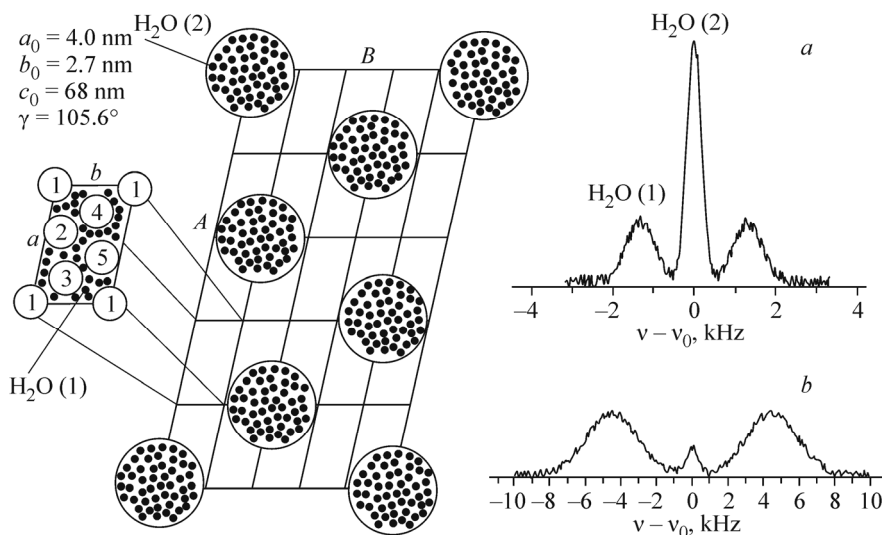 a₀ = 4.0 nm
b₀ = 2.7 nm
c₀ = 68 nm
γ = 105.6°
H₂O (2)
B
A
b
a
1
1
4
2
5
3
1
1
H₂O (1)
H₂O (2)
a
H₂O (1)
–4 –2 0 2 4
ν – ν₀, kHz
b
–10 –8 –6 –4 –2 0 2 4 6 8 10
ν – ν₀, kHz